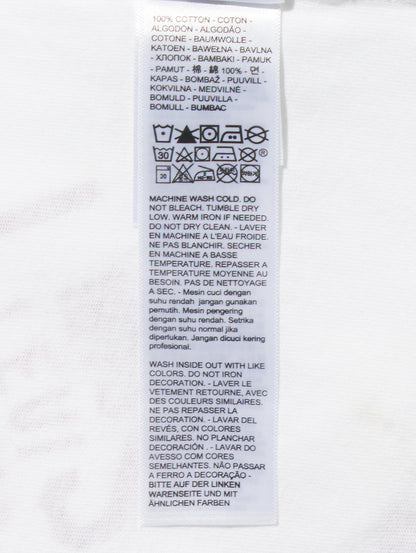 100% COTTON - COTON -
ALGODÓN - ALGODÃO -
COTONE - BAUMWOLLE -
KATOEN - BAWEŁNA - BAVLNA
- ХЛОПОК - BAMBAKI - PAMUK
- PAMUT - 棉 - 綿 100% - 면 -
KAPAS - BOMBAŽ - PUUVILL -
KOKVILNA - MEDVILNÉ -
BOMULD - PUUVILLA -
BOMULL - BUMBAC
30 ®
30
MACHINE WASH COLD. DO
NOT BLEACH. TUMBLE DRY
LOW. WARM IRON IF NEEDED.
DO NOT DRY CLEAN. - LAVER
EN MACHINE A L'EAU FROIDE.
NE PAS BLANCHIR. SECHER
EN MACHINE A BASSE
TEMPERATURE. REPASSER A
TEMPERATURE MOYENNE AU
BESOIN. PAS DE NETTOYAGE
A SEC. - Mesin cuci dengan
suhu rendah jangan gunakan
pemutih. Mesin pengering
dengan suhu rendah. Setrika
dengan suhu normal jika
diperlukan. Jangan dicuci kering
profesional.
WASH INSIDE OUT WITH LIKE
COLORS. DO NOT IRON
DECORATION. - LAVER LE
VETEMENT RETOURNE, AVEC
DES COULEURS SIMILAIRES.
NE PAS REPASSER LA
DECORATION. - LAVAR DEL
REVÉS, CON COLORES
SIMILARES. NO PLANCHAR
DECORACIÓN . - LAVAR DO
AVESSO COM CORES
SEMELHANTES. NÃO PASSAR
A FERRO A DECORAÇÃO -
BITTE AUF DER LINKEN
WARENSEITE UND MIT
ÄHNLICHEN FARBEN